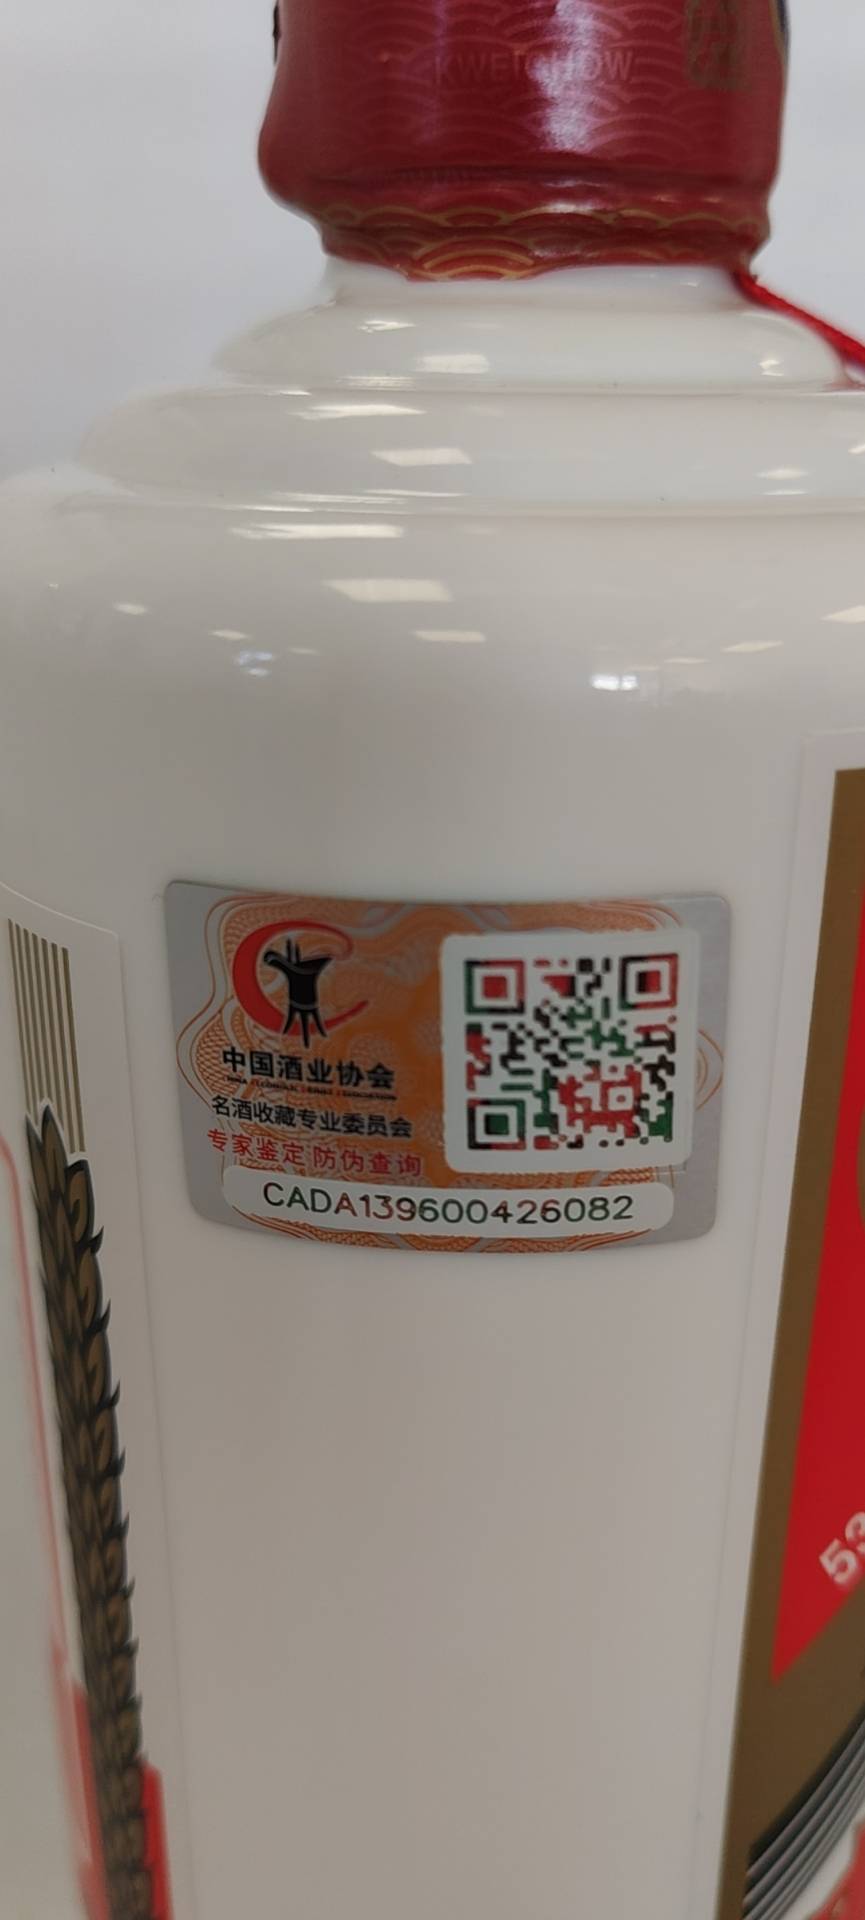 KWEICHOW
中国酒业协会
名酒收藏专业委员会
专家鉴定 防伪查询
CADA139600426082
53